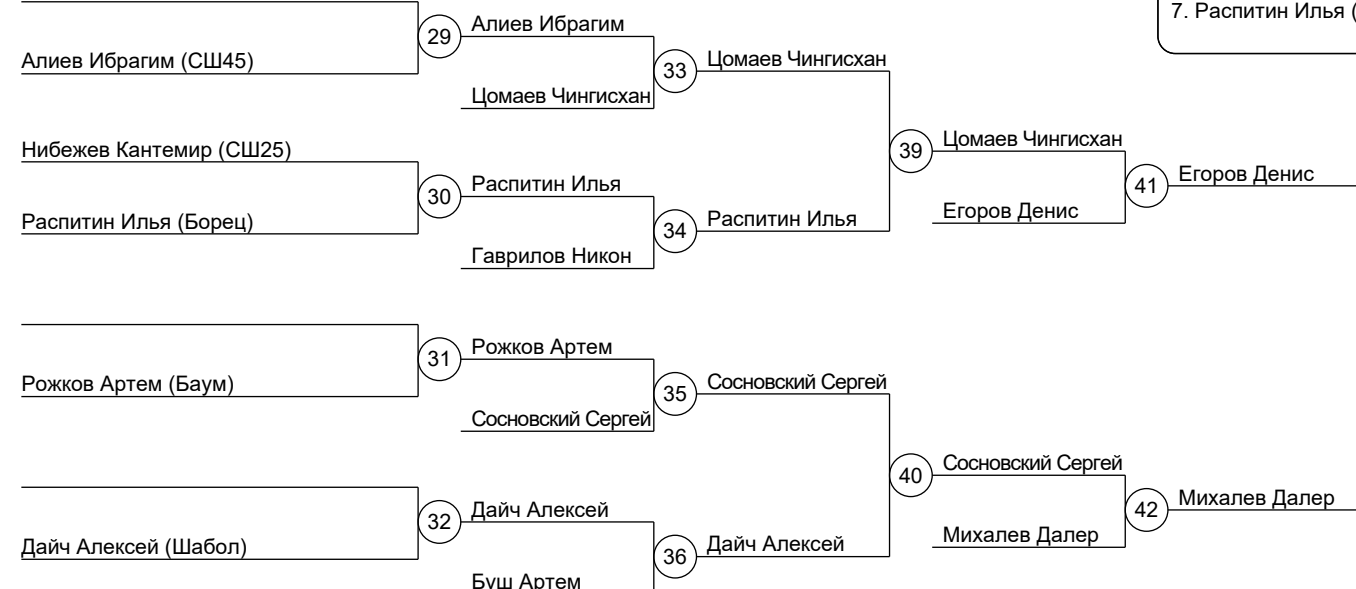 7. Распитин Илья (
29
Алиев Ибрагим
Алиев Ибрагим (СШ45)
33
Цомаев Чингисхан
Цомаев Чингисхан
Нибежев Кантемир (СШ25)
39
Цомаев Чингисхан
30
Распитин Илья
41
Егоров Денис
Распитин Илья (Борец)
34
Распитин Илья
Егоров Денис
Гаврилов Никон
31
Рожков Артем
Рожков Артем (Баум)
35
Сосновский Сергей
Сосновский Сергей
40
Сосновский Сергей
32
Дайч Алексей
42
Михалев Далер
Дайч Алексей (Шабол)
36
Дайч Алексей
Михалев Далер
Буш Артем